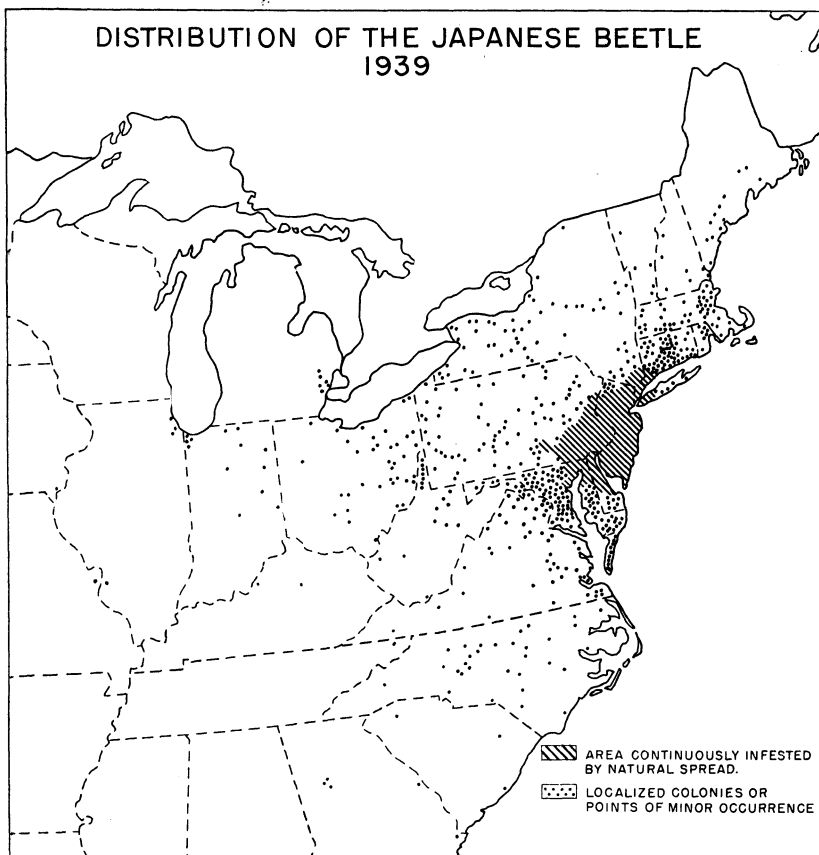 DISTRIBUTION OF THE JAPANESE BEETLE
1939
AREA CONTINUOUSLY INFESTED
BY NATURAL SPREAD.
LOCALIZED COLONIES OR
POINTS OF MINOR OCCURRENCE